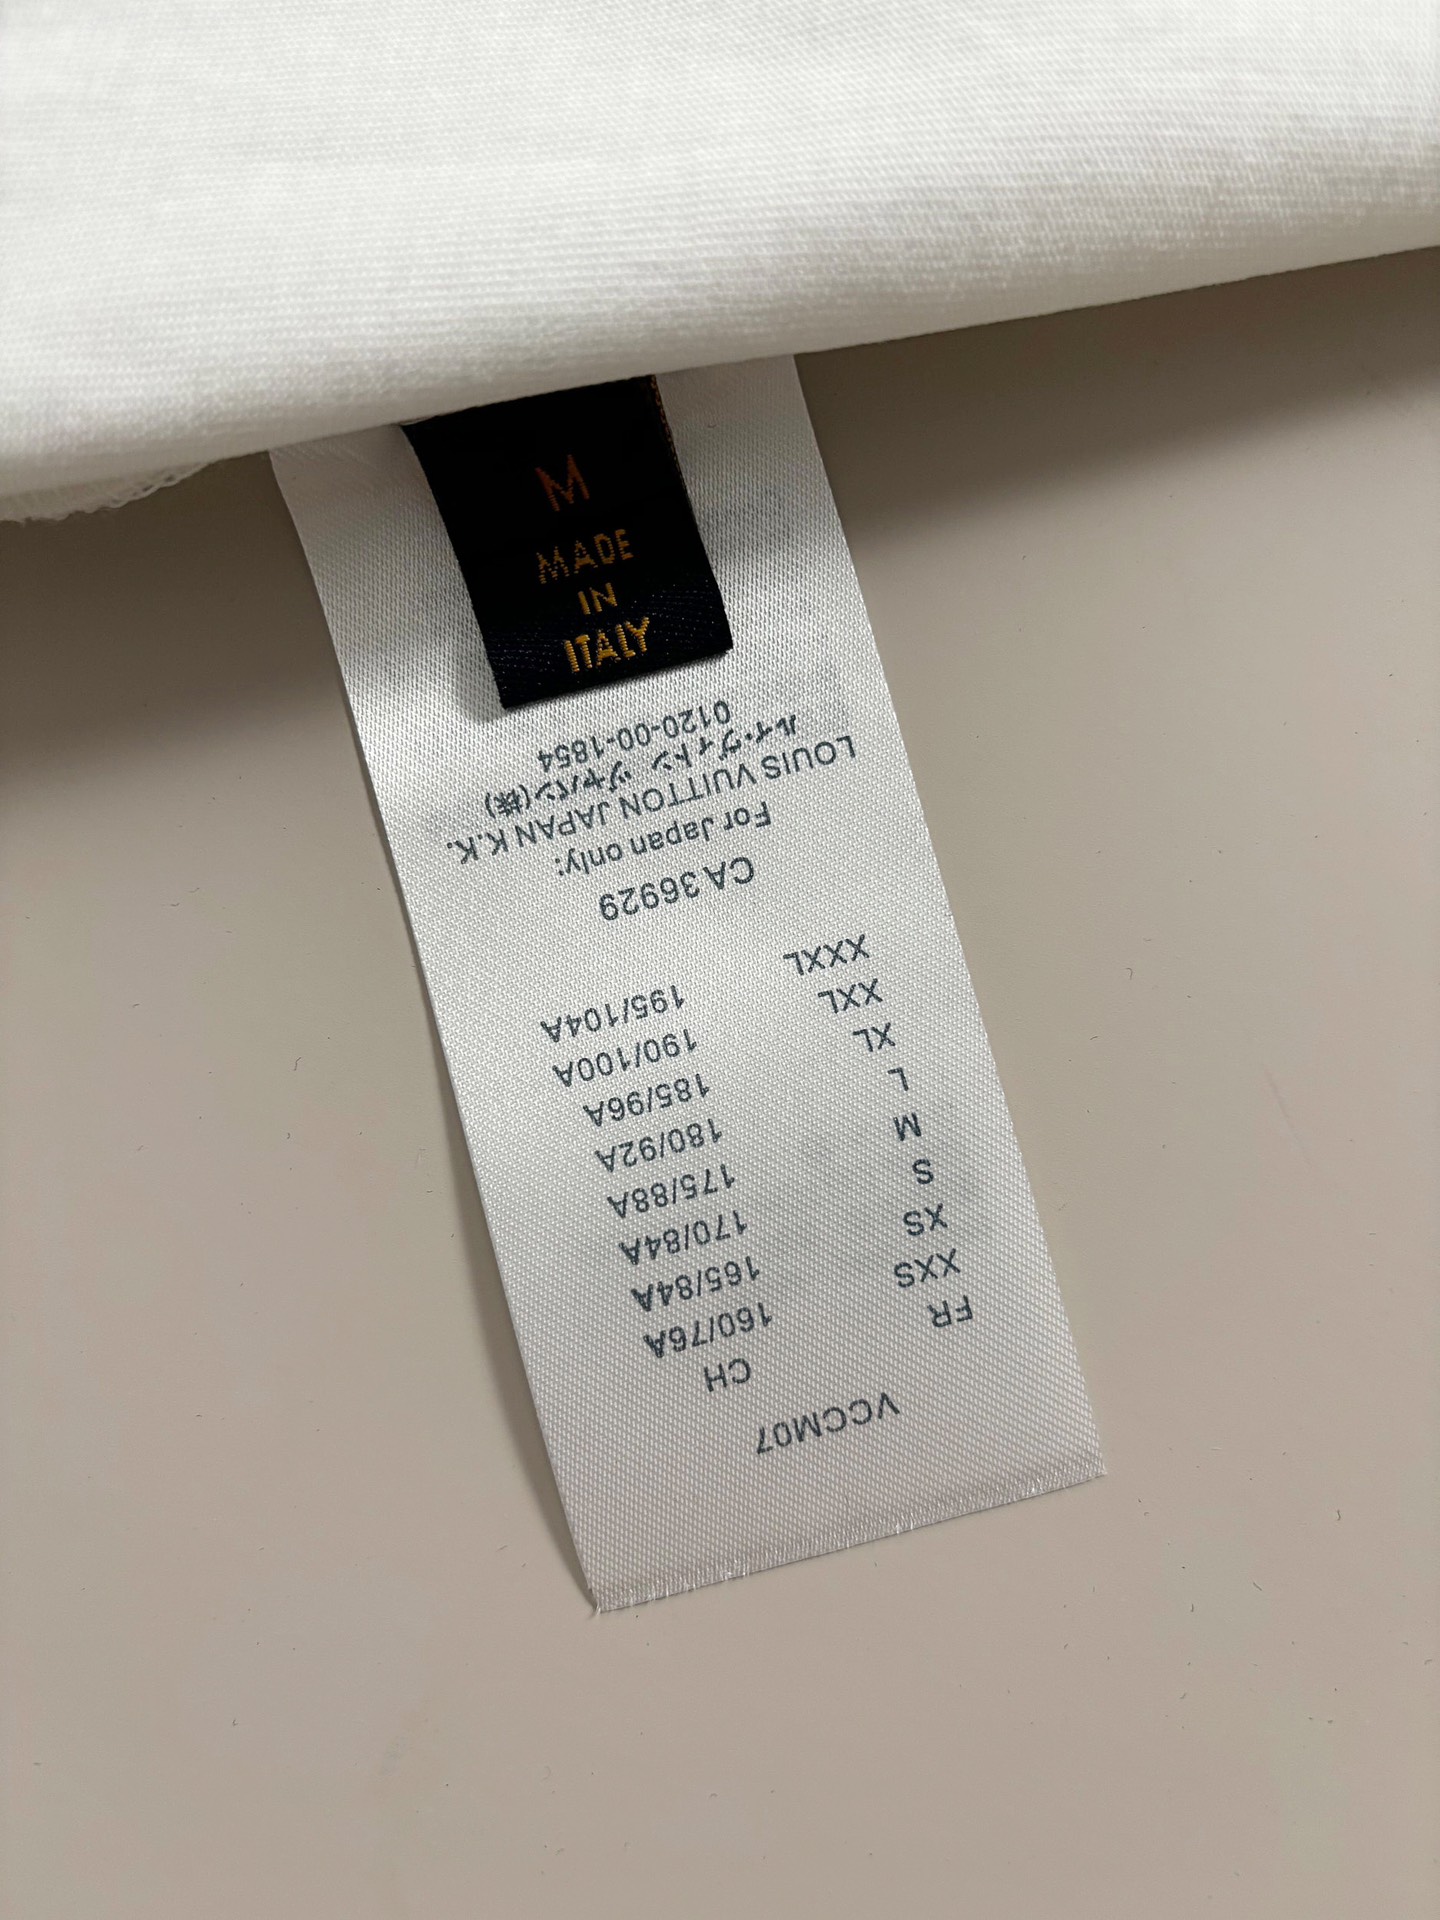 M
MADE
IN
ITALY
VCCM07
FR CH
XXS 160/76A
XS 165/84A
S 170/84A
M 175/88A
L 180/92A
XL 185/96A
XXL 190/100A
XXXL 195/104A
CA 36929
For Japan only:
LOUIS VUITTON JAPAN K.K.
ルイ・ヴィトン ジャパン(株)
0120-00-1854